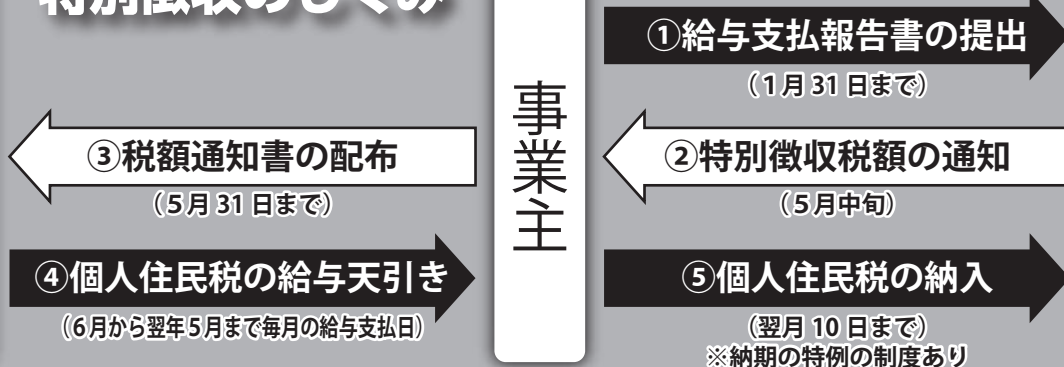 特別徴収のしくみ
①給与支払報告書の提出
（1月31日まで）
事業主
③税額通知書の配布
（5月31日まで）
②特別徴収税額の通知
（5月中旬）
④個人住民税の給与天引き
（6月から翌年5月まで毎月の給与支払日）
⑤個人住民税の納入
（翌月10日まで）
※納期の特例の制度あり